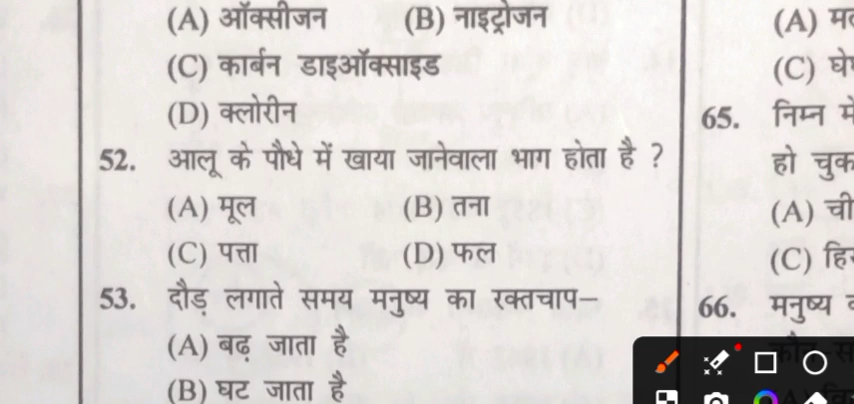 (A) ऑक्सीजन (B) नाइट्रोजन
(C) कार्बन डाइऑक्साइड
(D) क्लोरीन
52. आलू के पौधे में खाया जानेवाला भाग होता है ?
(A) मूल (B) तना
(C) पत्ता (D) फल
53. दौड़ लगाते समय मनुष्य का रक्तचाप–
(A) बढ़ जाता है
(B) घट जाता है
(A)
(C)
65. निम्न में
हो
(A)
(C)
66. मनुष्य